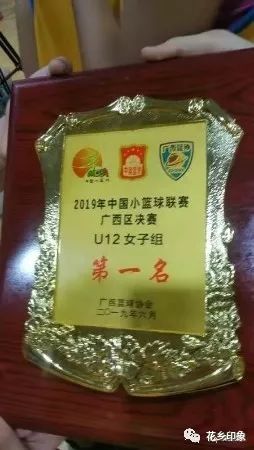 2019年中国小篮球联赛
广西区决赛
U12女子组
第一名
广西篮球协会
二〇一九年六月
花乡印象